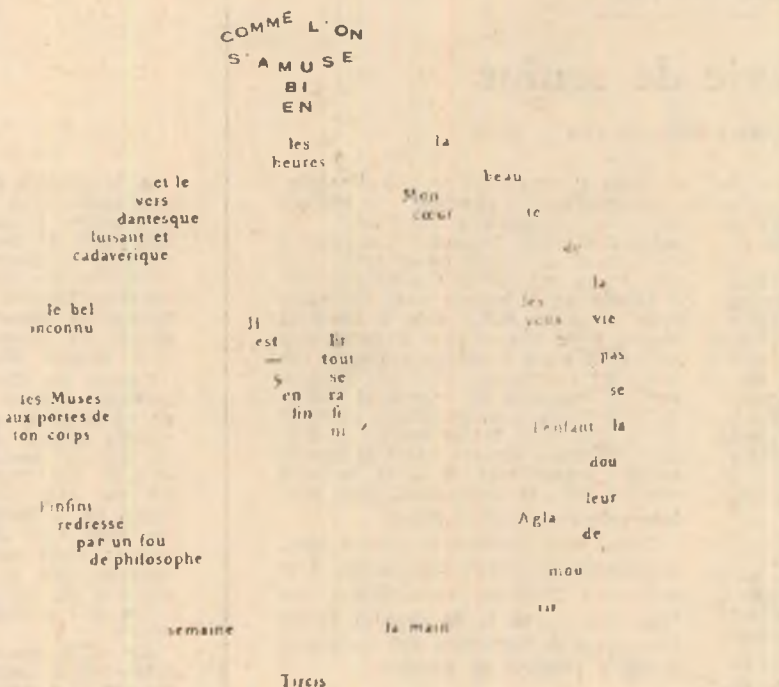 COMME L'ON
S'AMUSE
BI
EN
les
heures
la
beau
te
de
la
vie
pas
se
la
dou
leur
de
mou
rir
Mon
cœur
les
yeux
l'enfant
Agla
la main
Tircis
semaine
l'infini
redressé
par un fou
de philosophe
les Muses
aux portes de
ton corps
le bel
inconnu
et le
vers
dantesque
luisant et
cadaverique
Il
est
—
5
en
fin
Et
tout
se
ra
fi
ni